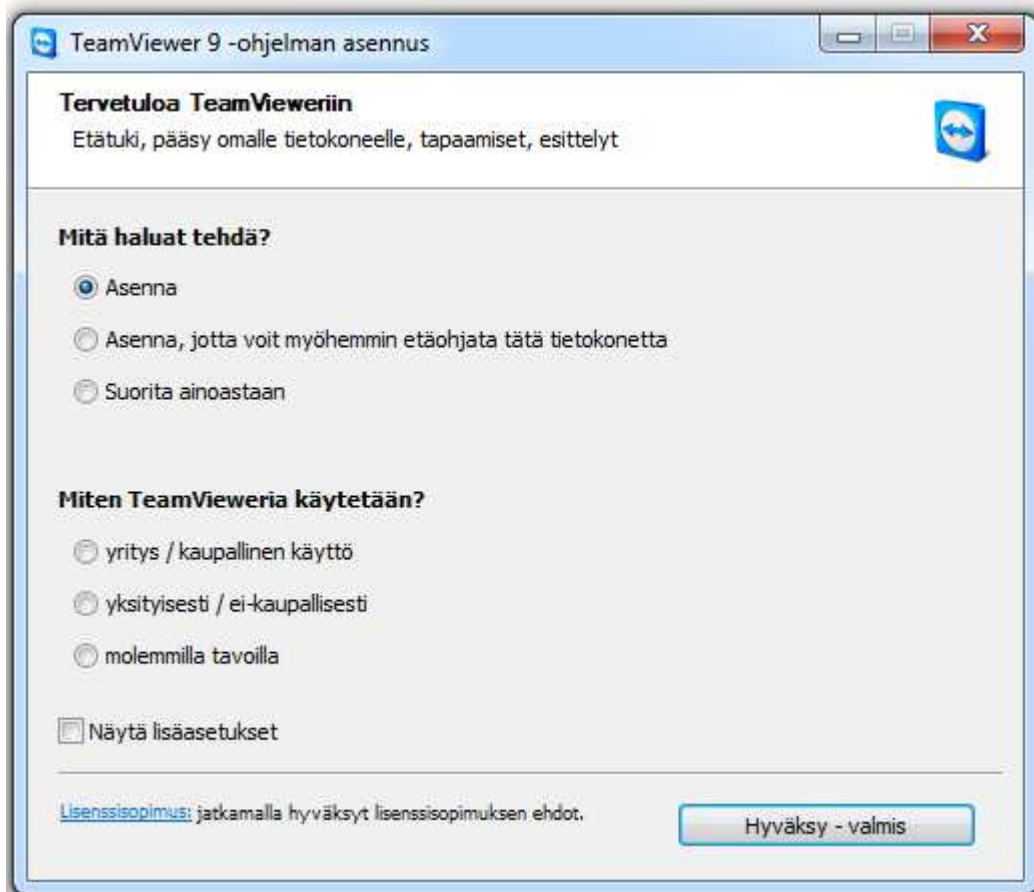 TeamViewer 9 -ohjelman asennus
Tervetuloa TeamVieweriin
Etätuki, pääsy omalle tietokoneelle, tapaamiset, esittelyt
Mitä haluat tehdä?
Asenna
Asenna, jotta voit myöhemmin etäohjata tätä tietokonetta
Suorita ainoastaan
Miten TeamVieweria käytetään?
yritys / kaupallinen käyttö
yksityisesti / ei-kaupallisesti
molemmilla tavoilla
Näytä lisäasetukset
Lisenssisopimus: jatkamalla hyväksyt lisenssisopimuksen ehdot.
Hyväksy - valmis